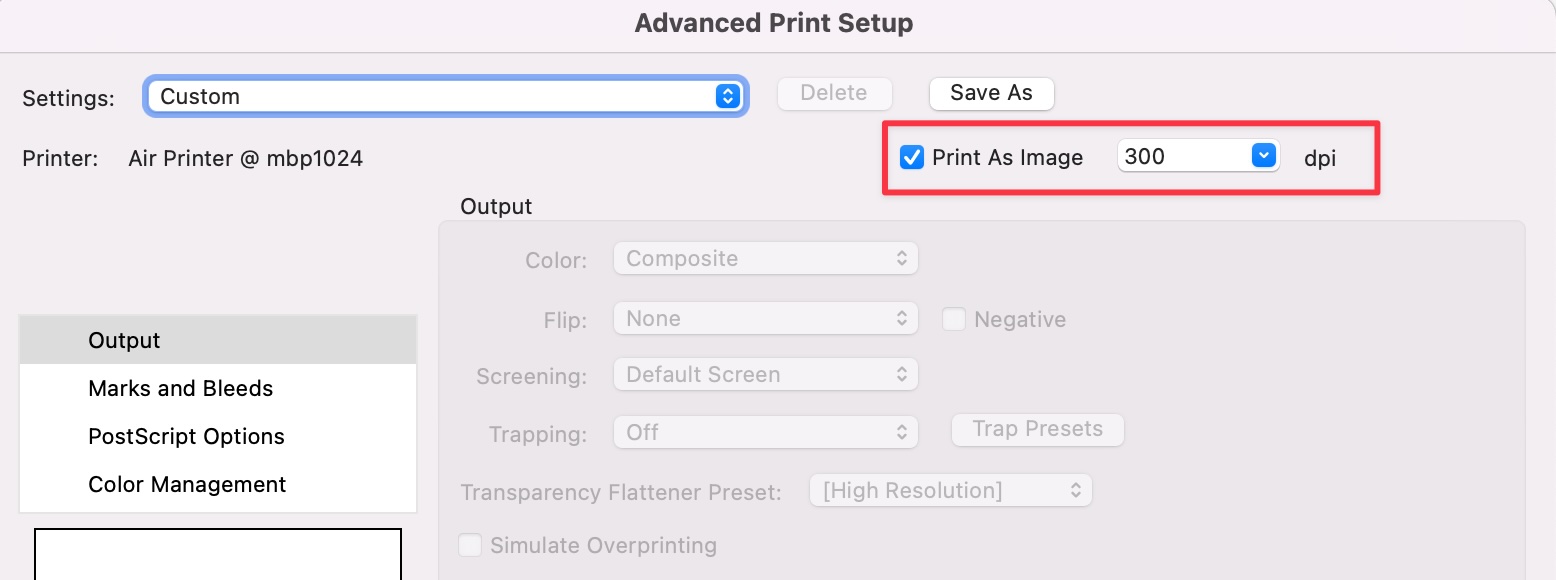 Advanced Print Setup
Settings: Custom Delete Save As
Printer: Air Printer @ mbp1024 Print As Image 300 dpi
Output
Color: Composite
Flip: None Negative
Output
Screening: Default Screen
Marks and Bleeds
Trapping: Off Trap Presets
PostScript Options
Transparency Flattener Preset: [High Resolution]
Color Management
Simulate Overprinting